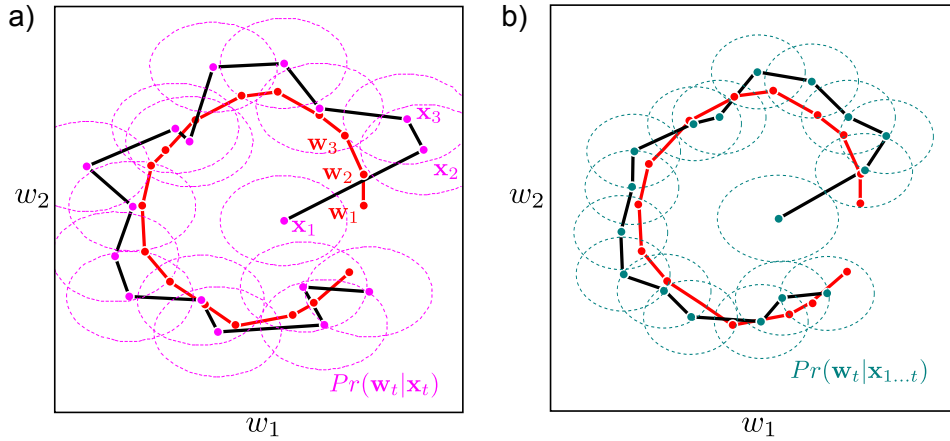 a)
x₃
w₃
x₂
w₂
w₂
w₁
x₁
Pr(wₜ|xₜ)
w₁
b)
w₂
Pr(wₜ|x₁...ₜ)
w₁